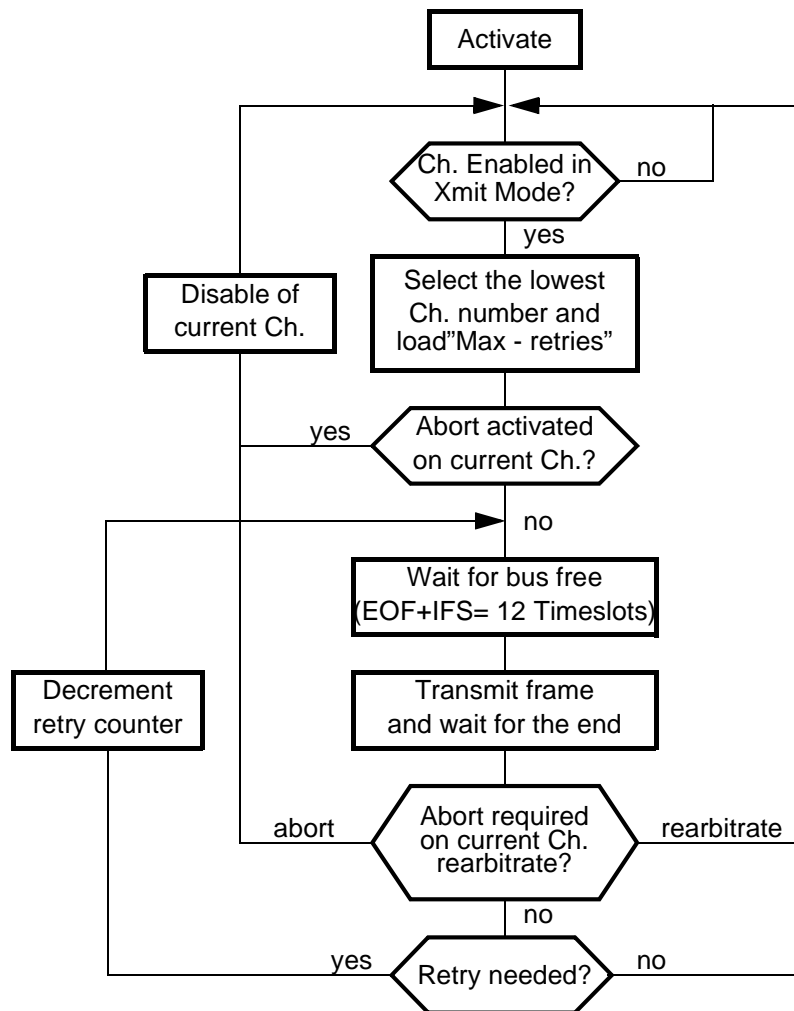 Activate
Ch. Enabled in
Xmit Mode?
no
yes
Disable of
current Ch.
Select the lowest
Ch. number and
load”Max - retries”
yes
Abort activated
on current Ch.?
no
Wait for bus free
(EOF+IFS= 12 Timeslots)
Decrement
retry counter
Transmit frame
and wait for the end
abort
Abort required
on current Ch.
rearbitrate?
rearbitrate
no
yes
Retry needed?
no